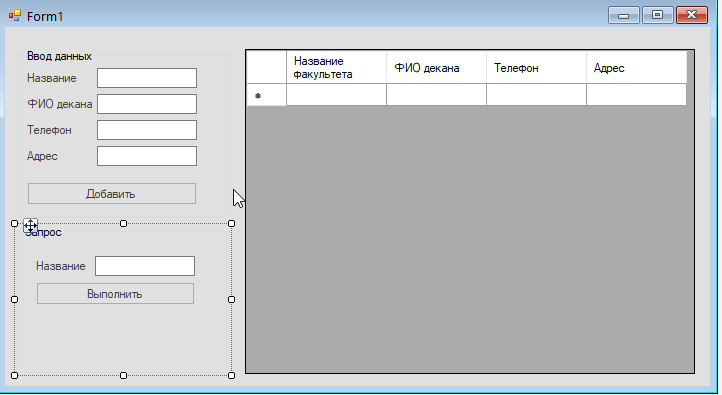 Form1
Ввод данных
Название
ФИО декана
Телефон
Адрес
Добавить
Запрос
Название
Выполнить
Название
факультета
ФИО декана
Телефон
Адрес
*